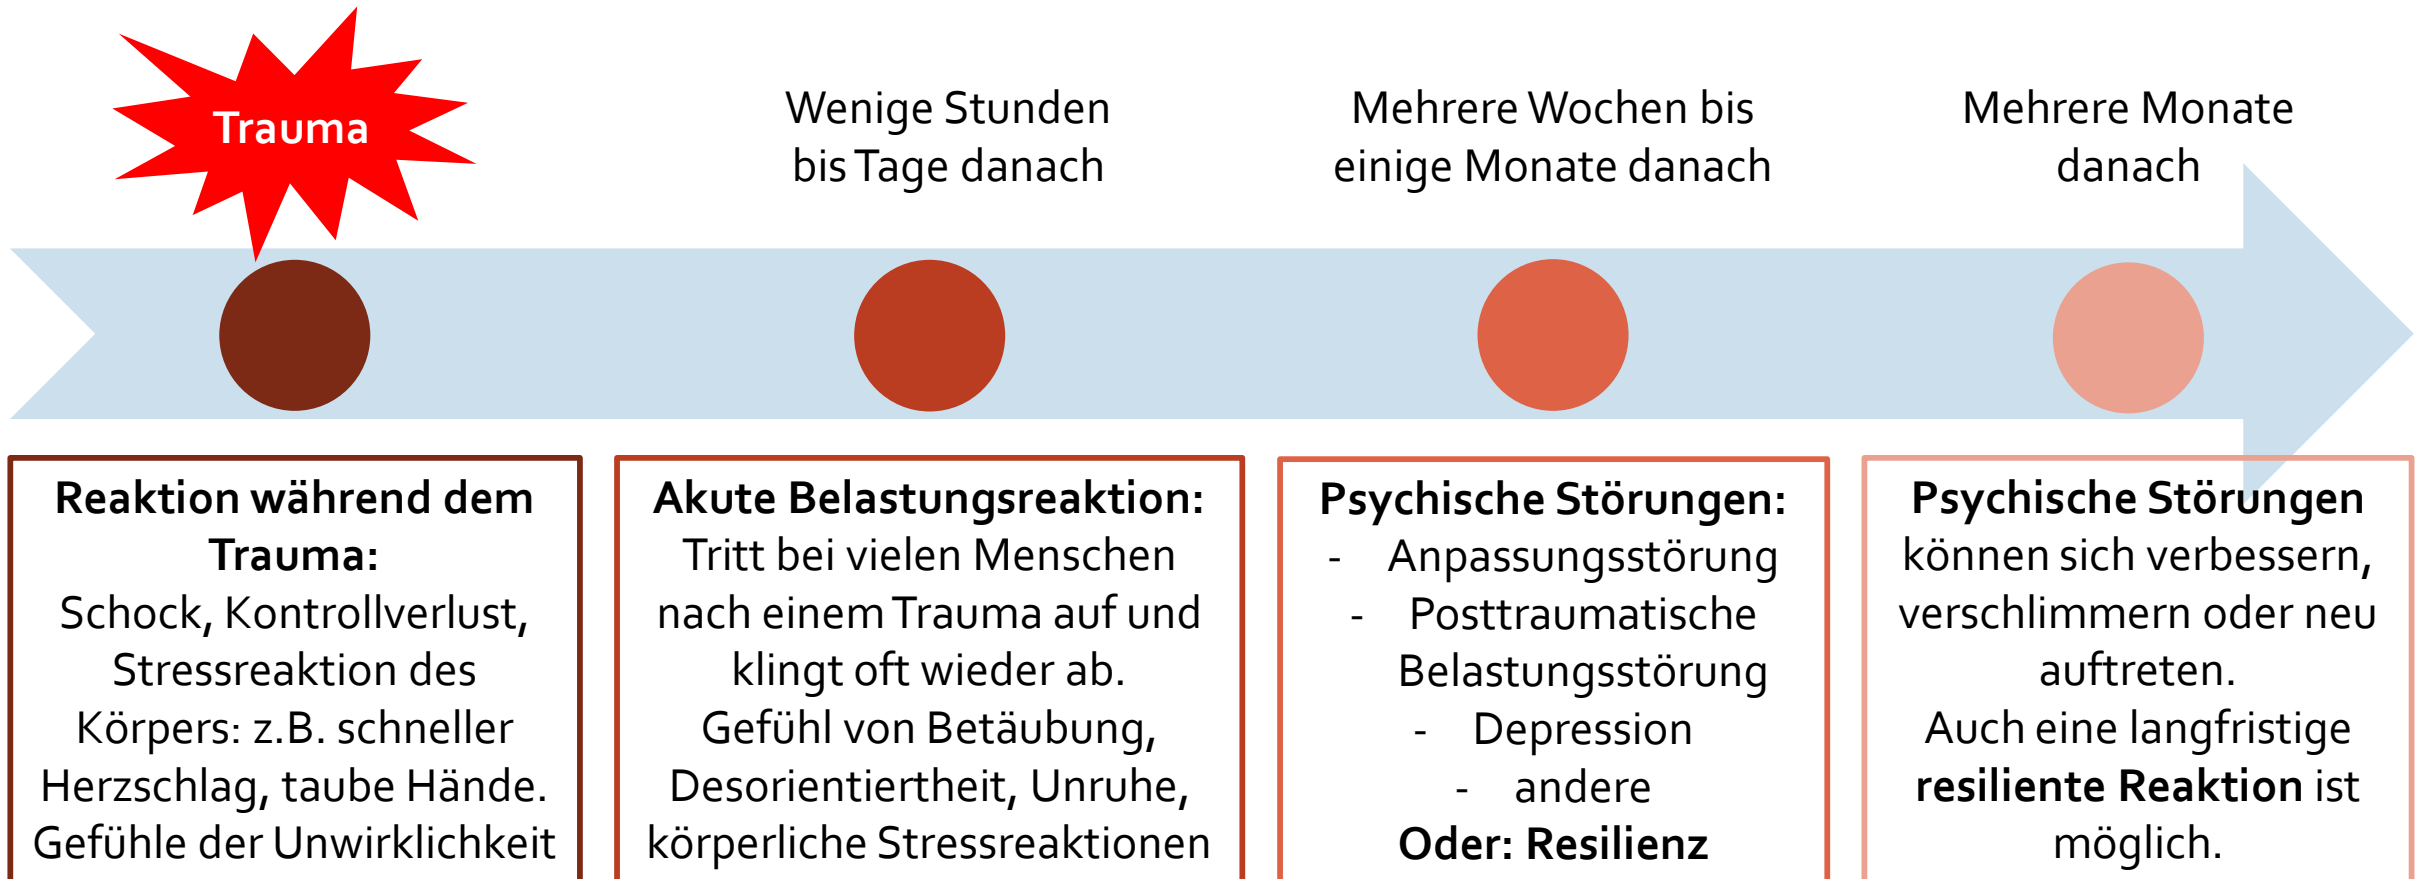 Trauma
Wenige Stunden
bis Tage danach
Mehrere Wochen bis
einige Monate danach
Mehrere Monate
danach
Reaktion während dem
Trauma:
Schock, Kontrollverlust,
Stressreaktion des
Körpers: z.B. schneller
Herzschlag, taube Hände.
Gefühle der Unwirklichkeit
Akute Belastungsreaktion:
Tritt bei vielen Menschen
nach einem Trauma auf und
klingt oft wieder ab.
Gefühl von Betäubung,
Desorientiertheit, Unruhe,
körperliche Stressreaktionen
Psychische Störungen:
- Anpassungsstörung
- Posttraumatische
Belastungsstörung
- Depression
- andere
Oder: Resilienz
Psychische Störungen
können sich verbessern,
verschlimmern oder neu
auftreten.
Auch eine langfristige
resiliente Reaktion ist
möglich.